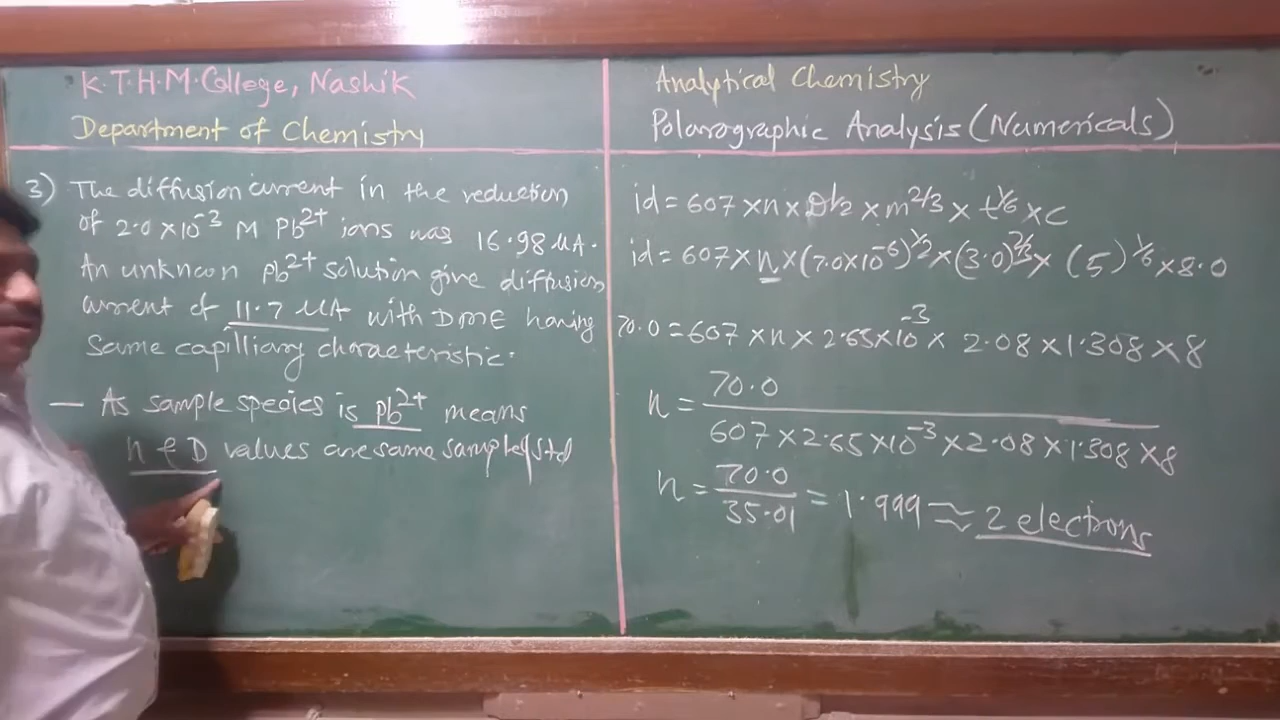 K.T.H.M. College, Nashik
Department of Chemistry
3) The diffusion current in the reduction
of 2.0 x 10⁻³ M Pb²⁺ ions was 16.98 µA.
An unkncon Pb²⁺ solution give diffusion
current of 11.7 µA with DME having
same capilliary characteristic.
— As sample species is Pb²⁺ means
n & D values are same sample/std
Analytical Chemistry
Polarographic Analysis (Numericals)
id = 607 x n x D½ x m²/³ x t¹/⁶ x C
id = 607 x n x (7.0x10⁻⁶)¹/² x (3.0)²/³ x (5)¹/⁶ x 8.0
70.0 = 607 x n x 2.65x10⁻³ x 2.08 x 1.308 x 8
n = 70.0
607 x 2.65 x 10⁻³ x 2.08 x 1.308 x 8
n = 70.0 / 35.01 = 1.999 ≈ 2 electrons